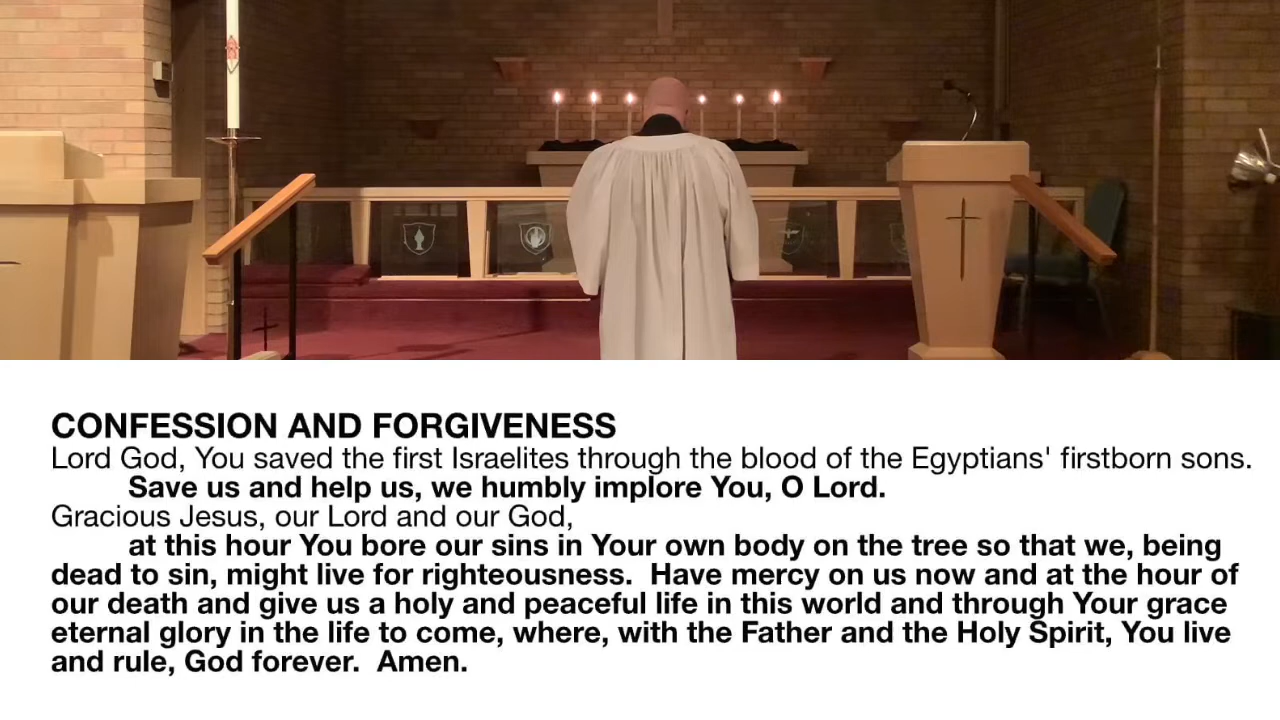 CONFESSION AND FORGIVENESS
Lord God, You saved the first Israelites through the blood of the Egyptians' firstborn sons.
Save us and help us, we humbly implore You, O Lord.
Gracious Jesus, our Lord and our God,
at this hour You bore our sins in Your own body on the tree so that we, being
dead to sin, might live for righteousness.  Have mercy on us now and at the hour of
our death and give us a holy and peaceful life in this world and through Your grace
eternal glory in the life to come, where, with the Father and the Holy Spirit, You live
and rule, God forever.  Amen.